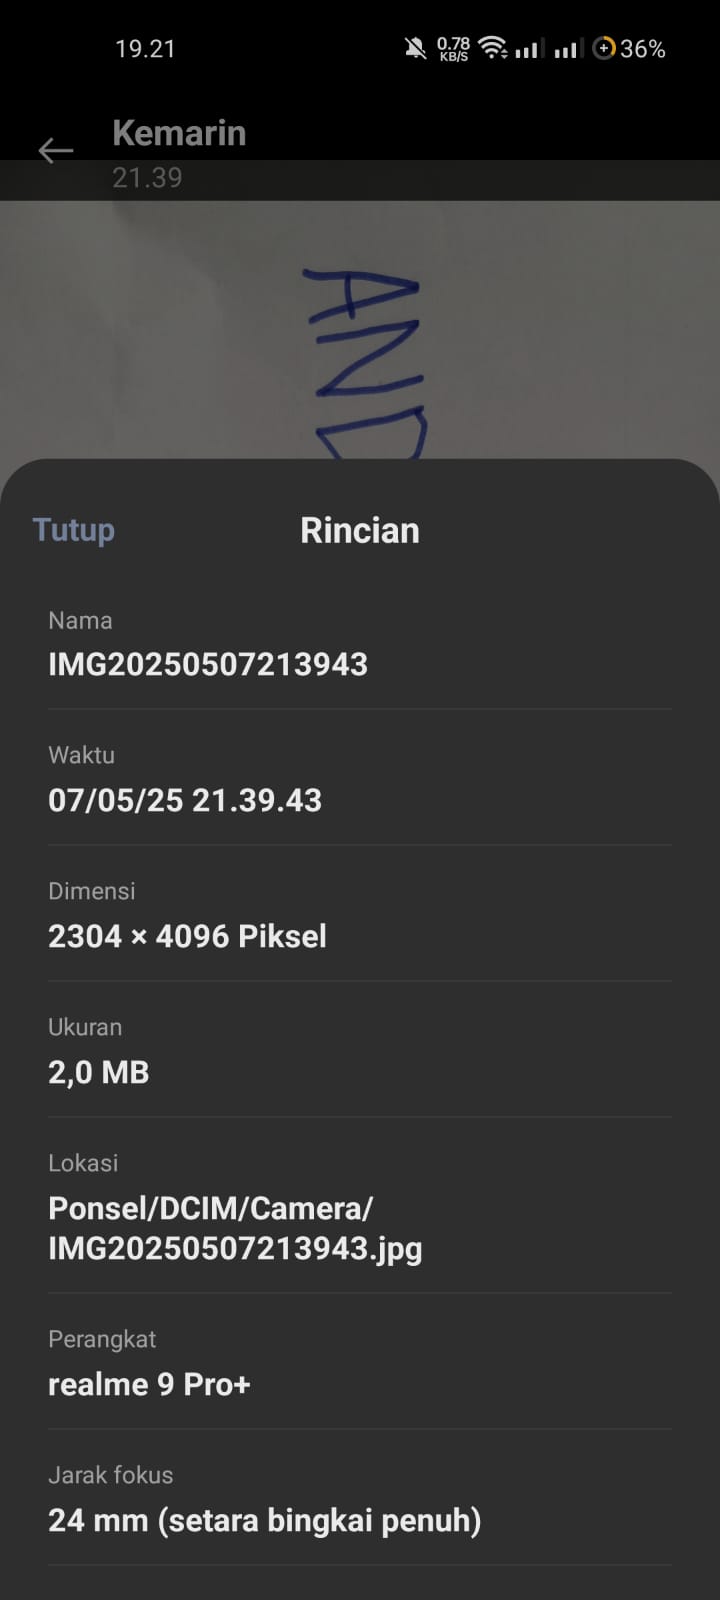 19.21
0.78
KB/S
36%
Kemarin
21.39
AND
Tutup
Rincian
Nama
IMG20250507213943
Waktu
07/05/25 21.39.43
Dimensi
2304 × 4096 Piksel
Ukuran
2,0 MB
Lokasi
Ponsel/DCIM/Camera/
IMG20250507213943.jpg
Perangkat
realme 9 Pro+
Jarak fokus
24 mm (setara bingkai penuh)